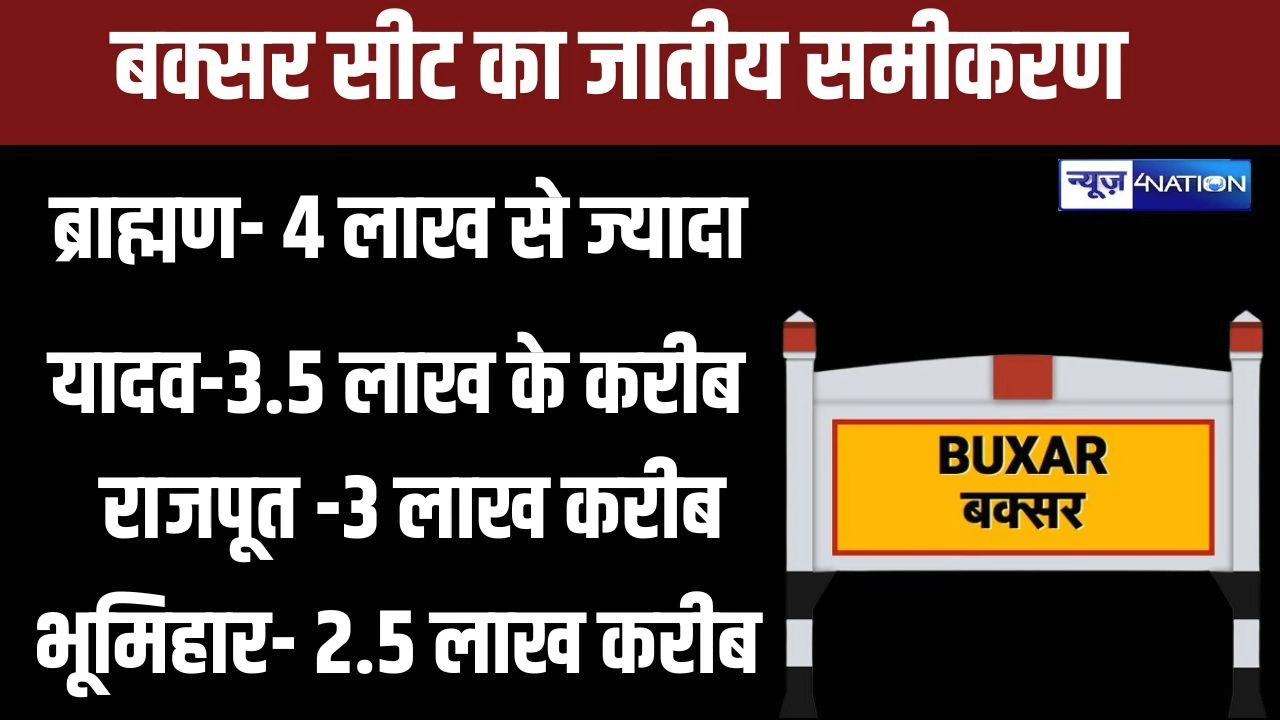 बक्सर सीट का जातीय समीकरण
न्यूज़ 4NATION
ब्राह्मण- 4 लाख से ज्यादा
यादव-3.5 लाख के करीब
राजपूत -3 लाख करीब
भूमिहार- 2.5 लाख करीब
BUXAR
बक्सर